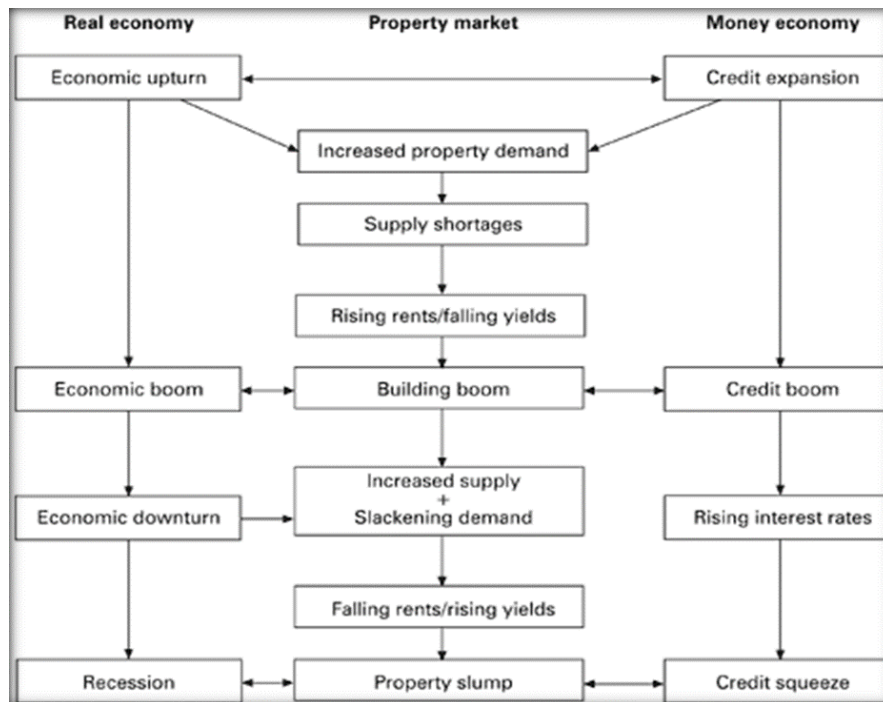 Real economy Property market Money economy
Economic upturn Credit expansion
Increased property demand
Supply shortages
Rising rents/falling yields
Economic boom Building boom Credit boom
Increased supply
+
Economic downturn Slackening demand Rising interest rates
Falling rents/rising yields
Recession Property slump Credit squeeze